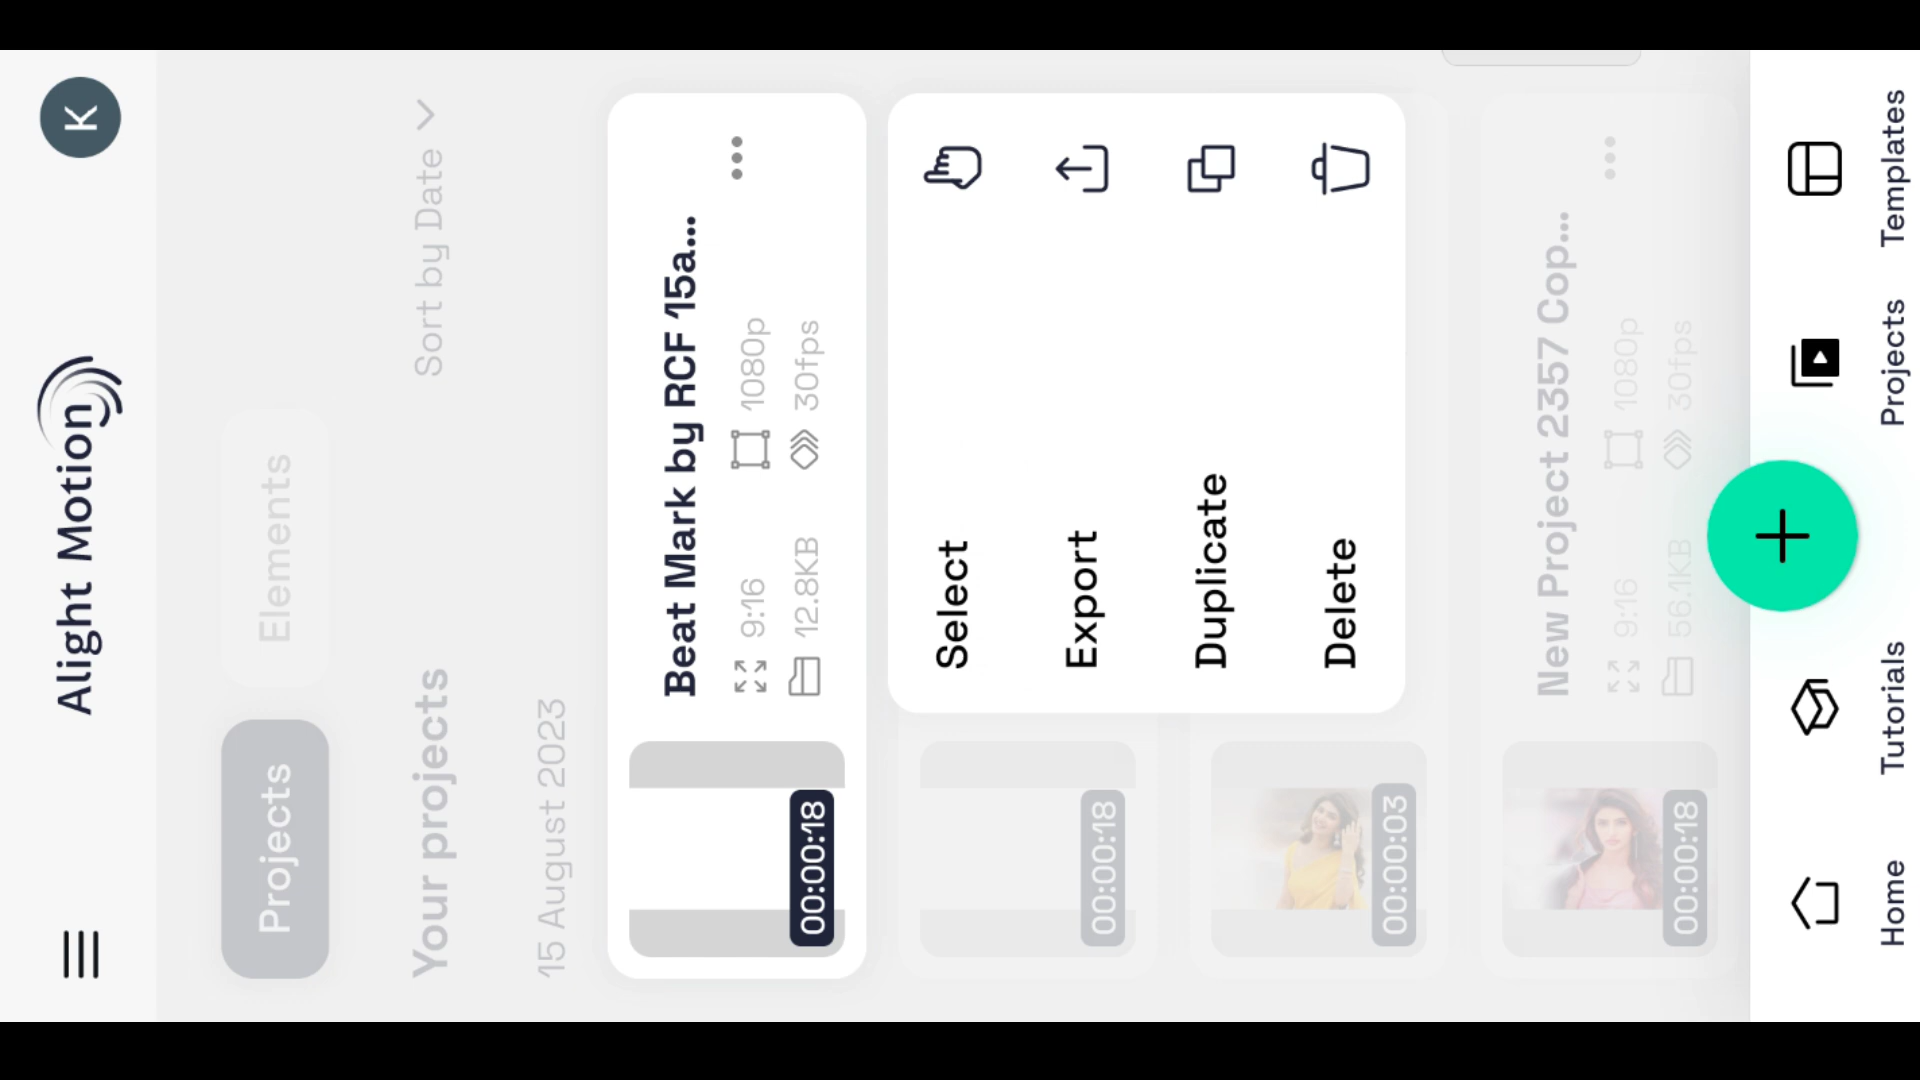 Alight Motion
K
Projects
Elements
Your projects
Sort by Date
15 August 2023
Beat Mark by RCF 15a...
9:16
1080p
12.8KB
30fps
00:00:18
Select
Export
Duplicate
Delete
00:00:18
00:00:03
New Project 2357 Cop...
9:16
1080p
56.1KB
30fps
00:00:18
Home
Tutorials
Projects
Templates